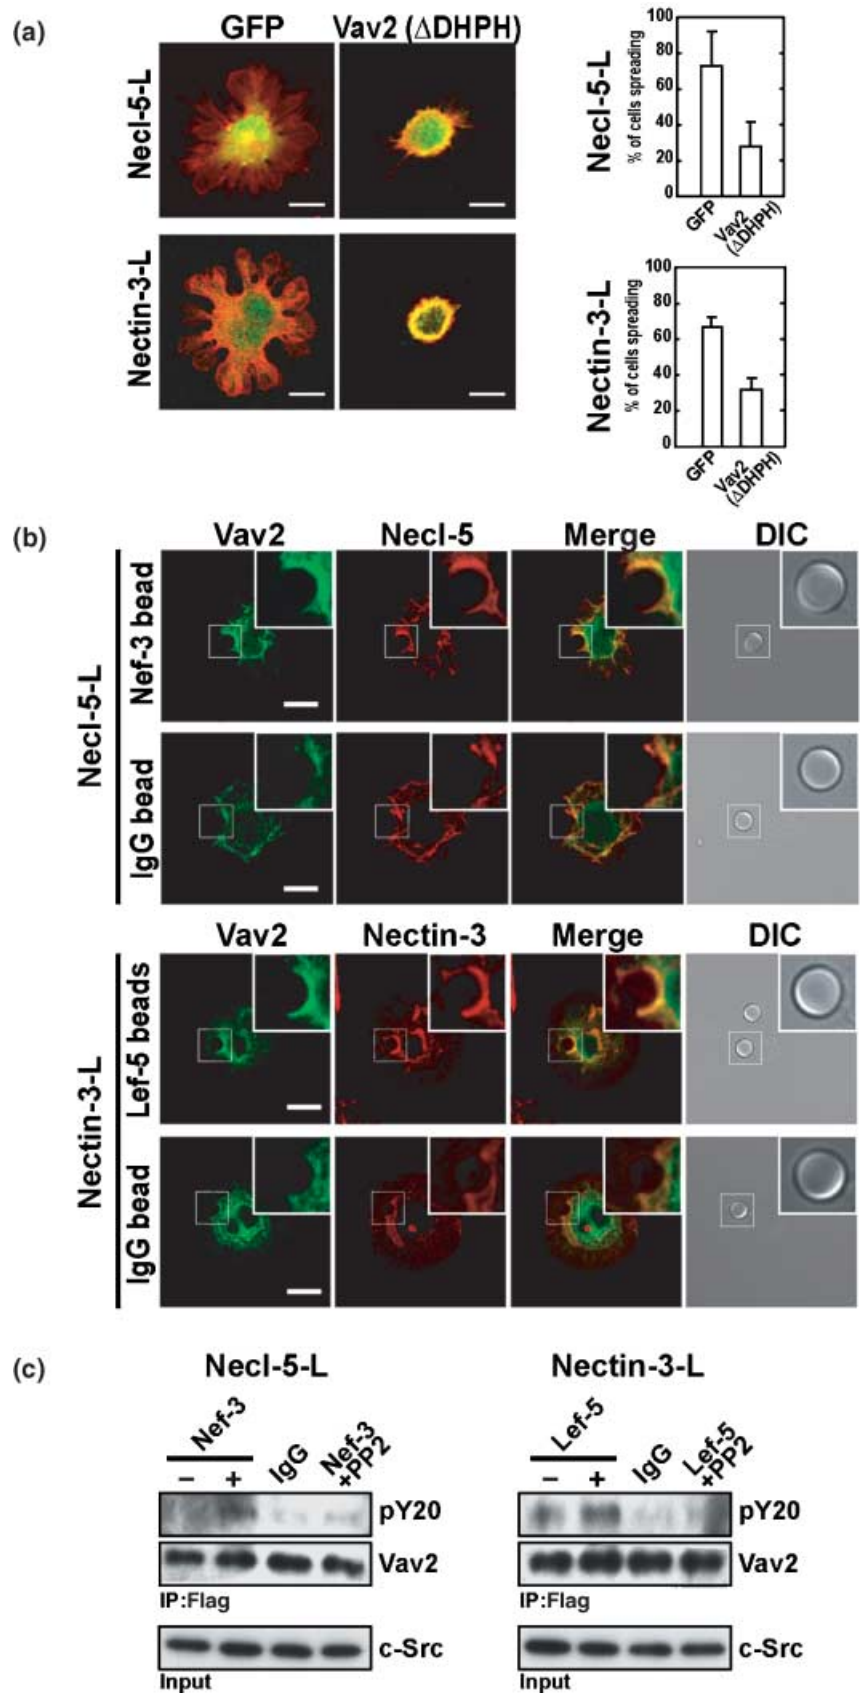 (a)
GFP Vav2 (ΔDHPH)
Necl-5-L
Nectin-3-L
Necl-5-L
% of cells spreading
100
80
60
40
20
0
GFP
Vav2
(ΔDHPH)
Nectin-3-L
% of cells spreading
100
80
60
40
20
0
GFP
Vav2
(ΔDHPH)
(b)
Vav2 Necl-5 Merge DIC
Necl-5-L
Nef-3 bead
IgG bead
Vav2 Nectin-3 Merge DIC
Nectin-3-L
Lef-5 beads
IgG bead
(c)
Necl-5-L
Nef-3
− +
IgG
Nef-3
+PP2
pY20
Vav2
IP:Flag
c-Src
Input
Nectin-3-L
Lef-5
− +
IgG
Lef-5
+PP2
pY20
Vav2
IP:Flag
c-Src
Input